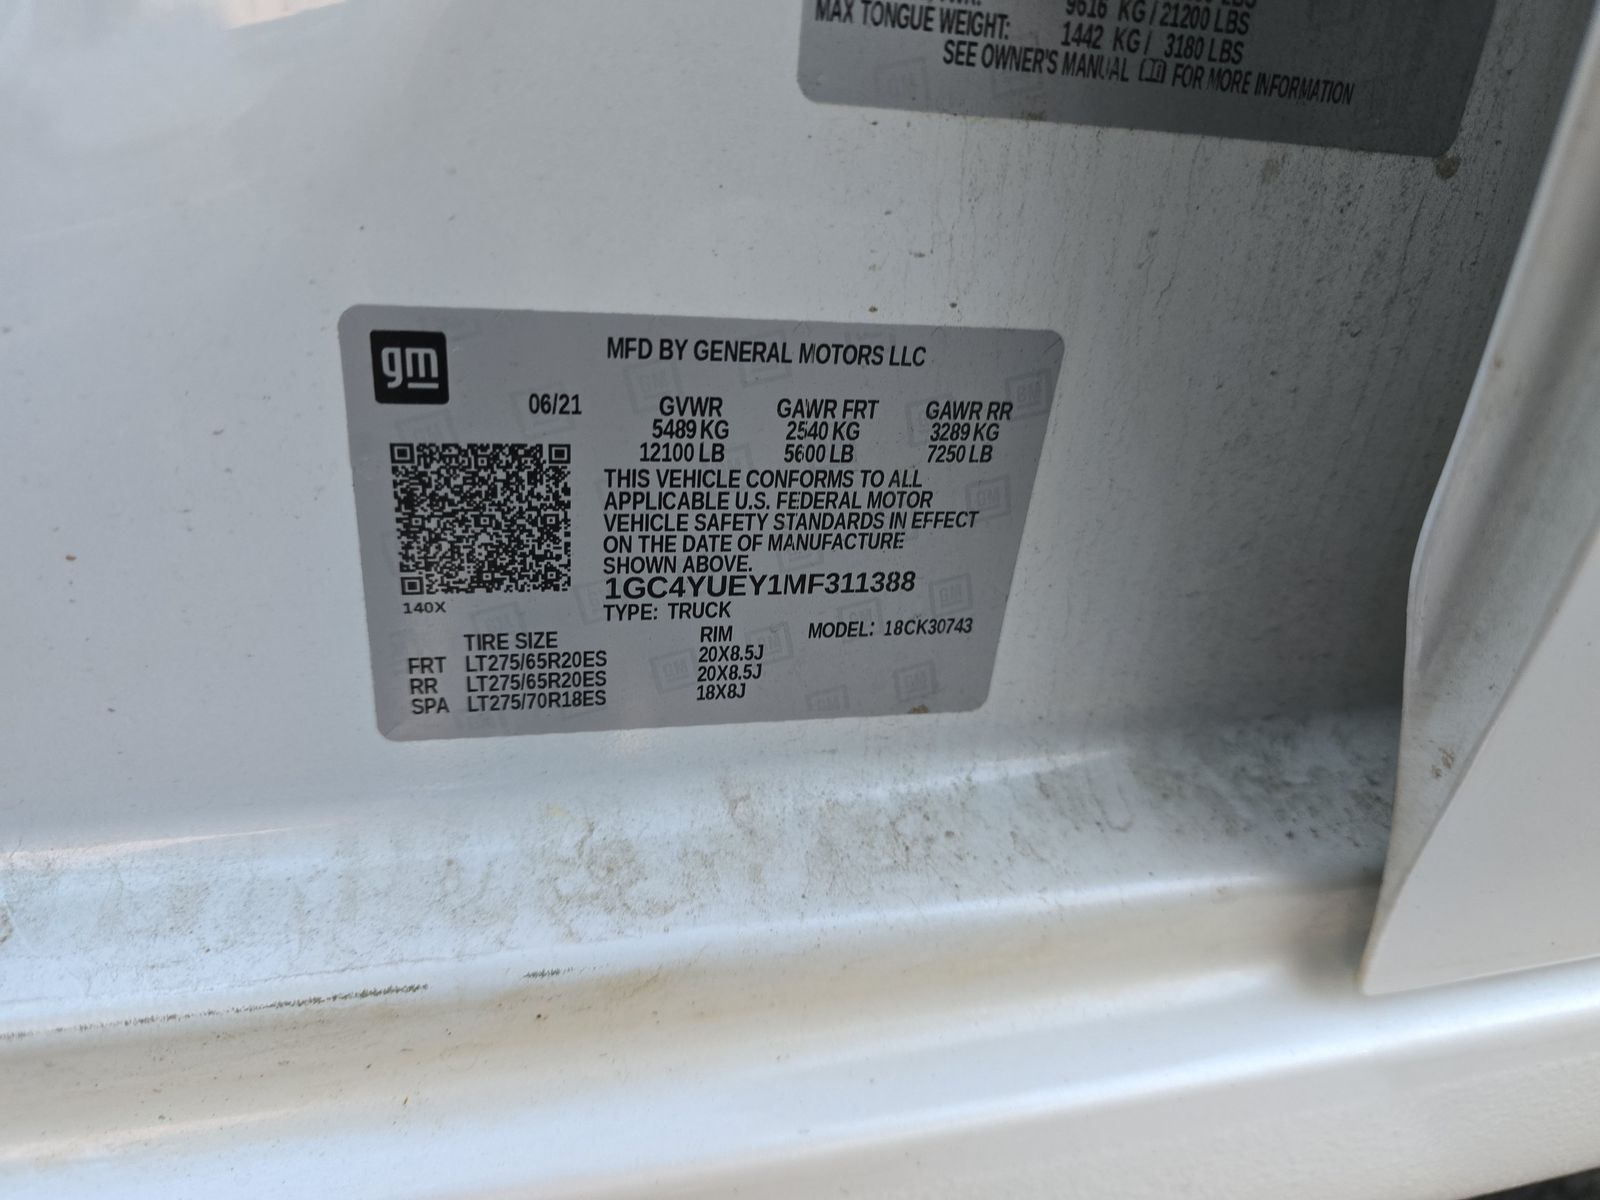 9616 KG / 21200 LBS
MAX TONGUE WEIGHT: 1442 KG / 3180 LBS
SEE OWNER'S MANUAL FOR MORE INFORMATION
gm
MFD BY GENERAL MOTORS LLC
06/21 GVWR GAWR FRT GAWR RR
5489 KG 2540 KG 3289 KG
12100 LB 5600 LB 7250 LB
THIS VEHICLE CONFORMS TO ALL
APPLICABLE U.S. FEDERAL MOTOR
VEHICLE SAFETY STANDARDS IN EFFECT
ON THE DATE OF MANUFACTURE
SHOWN ABOVE.
1GC4YUEY1MF311388
140X
TYPE: TRUCK
MODEL: 18CK30743
TIRE SIZE RIM
FRT LT275/65R20ES 20X8.5J
RR LT275/65R20ES 20X8.5J
SPA LT275/70R18ES 18X8J